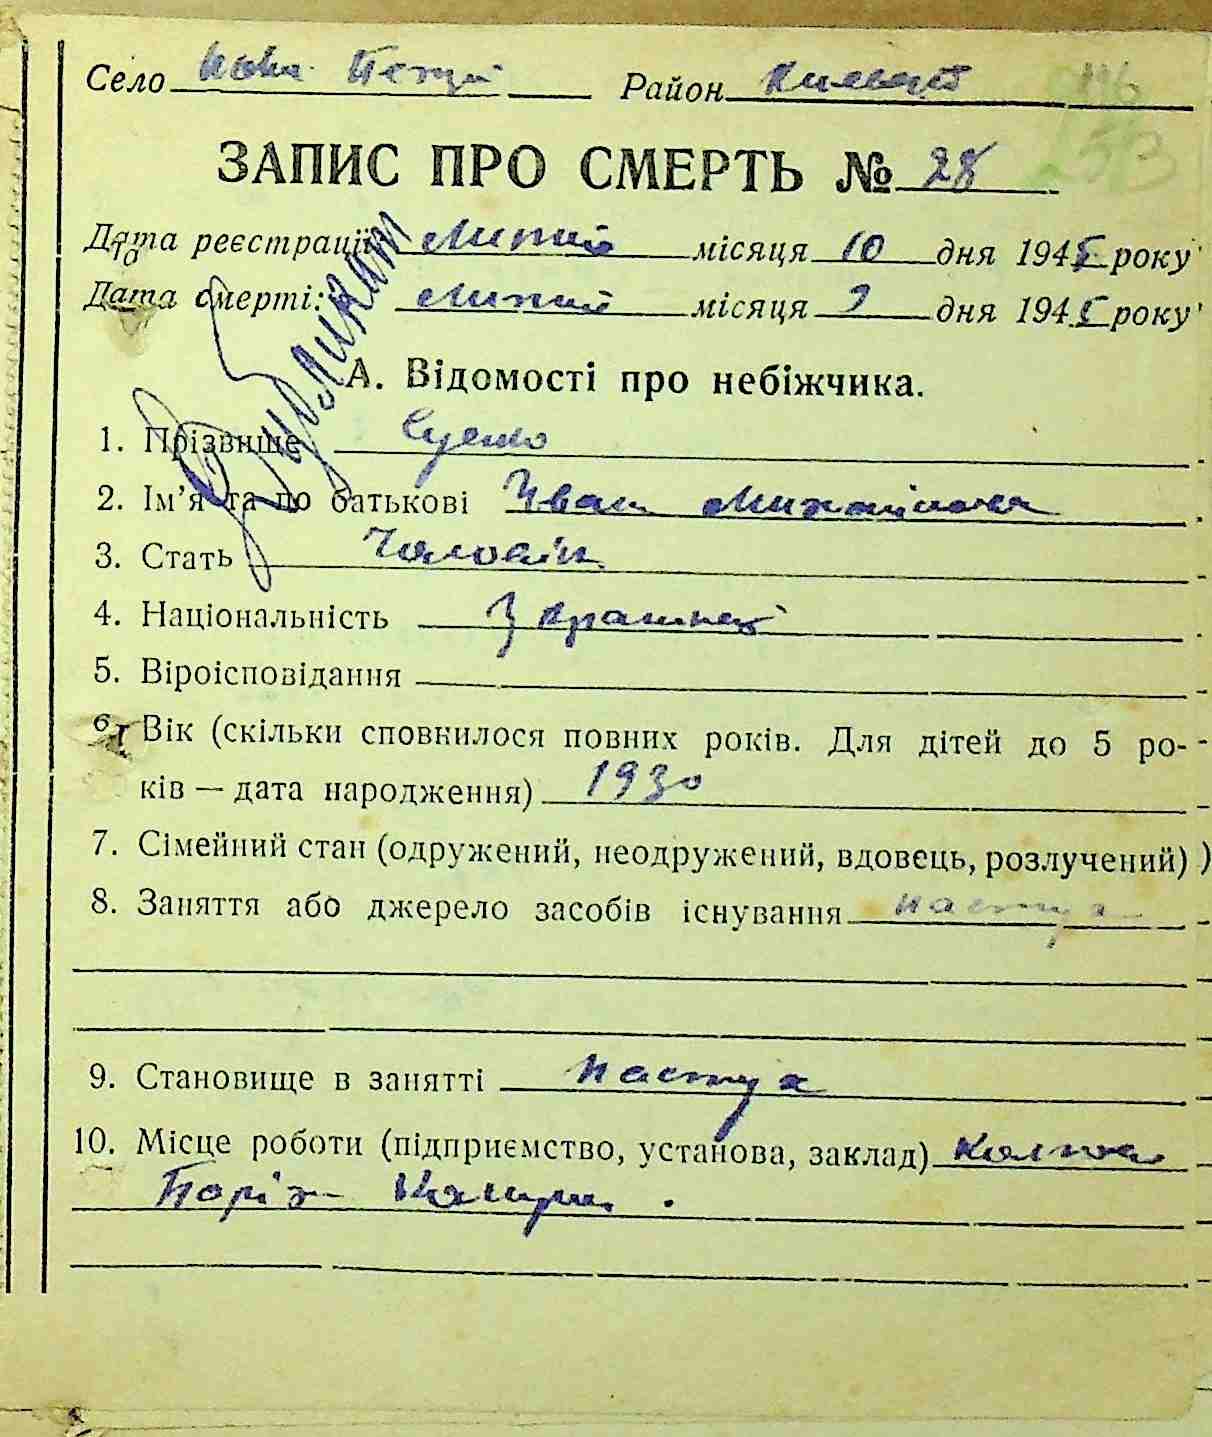 Село Нові Петрі Район
ЗАПИС ПРО СМЕРТЬ № 28
Дата реєстрації: Липня місяця 10 дня 1945 року
Дата смерті: Липня місяця 9 дня 1945 року
Дубликат
А. Відомості про небіжчика.
1. Прізвище
2. Ім'я та по батькові Іван Михайлович
3. Стать Чоловік
4. Національність Українець
5. Віроісповідання
6. Вік (скільки сповнилося повних років. Для дітей до 5 ро-
ків — дата народження) 1930
7. Сімейний стан (одружений, неодружений, вдовець, розлучений)
8. Заняття або джерело засобів існування пастух
9. Становище в занятті пастух
10. Місце роботи (підприємство, установа, заклад)